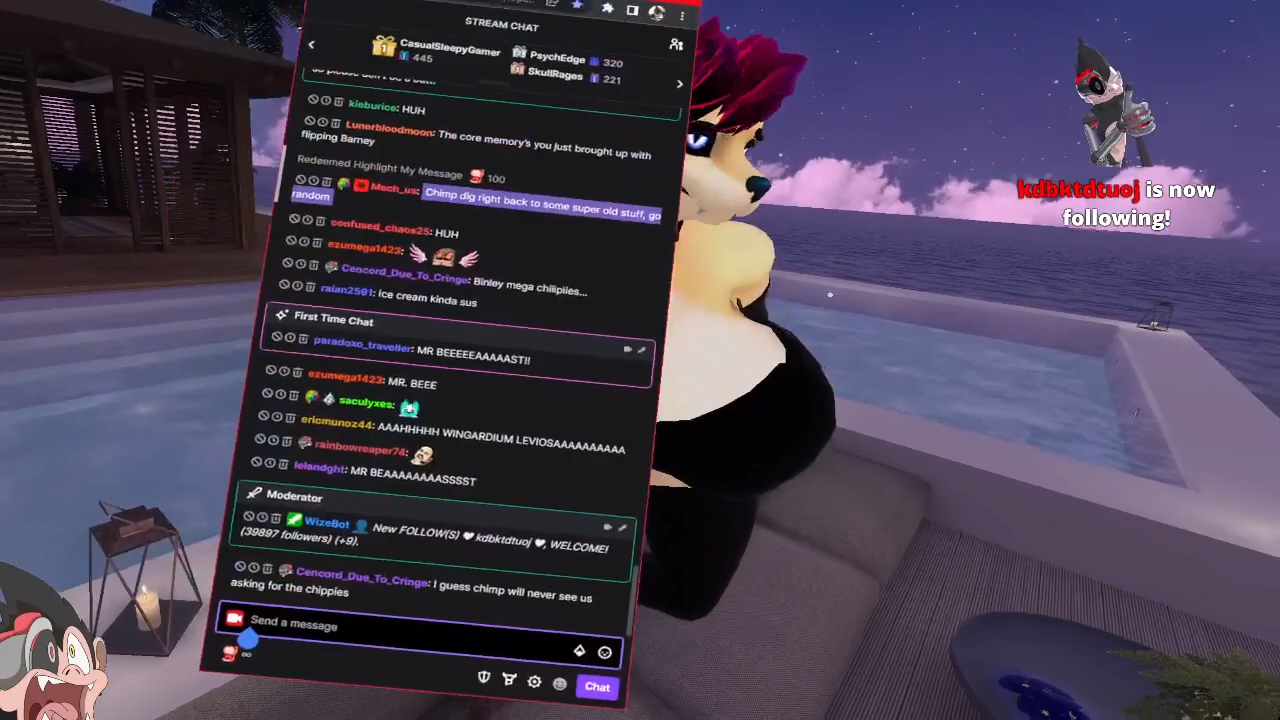 STREAM CHAT
CasualSleepyGamer
445
PsychEdge 320
SkullRages 221
kieburice: HUH
Lunerbloodmoon: The core memory's you just brought up with
flipping Barney
Redeemed Highlight My Message 100
Mech_us: Chimp dig right back to some super old stuff, go
random
confused_chaos25: HUH
ezumega1423:
Cencord_Due_To_Cringe: Binley mega chiiipiies...
raian2591: Ice cream kinda sus
First Time Chat
paradoxo_traveller: MR BEEEEEAAAAAST!!
ezumega1423: MR. BEEE
saculyxes:
ericmunoz44: AAAHHHHH WINGARDIUM LEVIOSAAAAAAAAAA
rainbowreaper74:
lelandght: MR BEAAAAAAAASSSST
Moderator
WizeBot New FOLLOW(S) ❤ kdbktdtuoj ❤, WELCOME!
(39897 followers) (+9).
Cencord_Due_To_Cringe: I guess chimp will never see us
asking for the chippies
Send a message
∞
Chat
kdbktdtuoj is now
following!